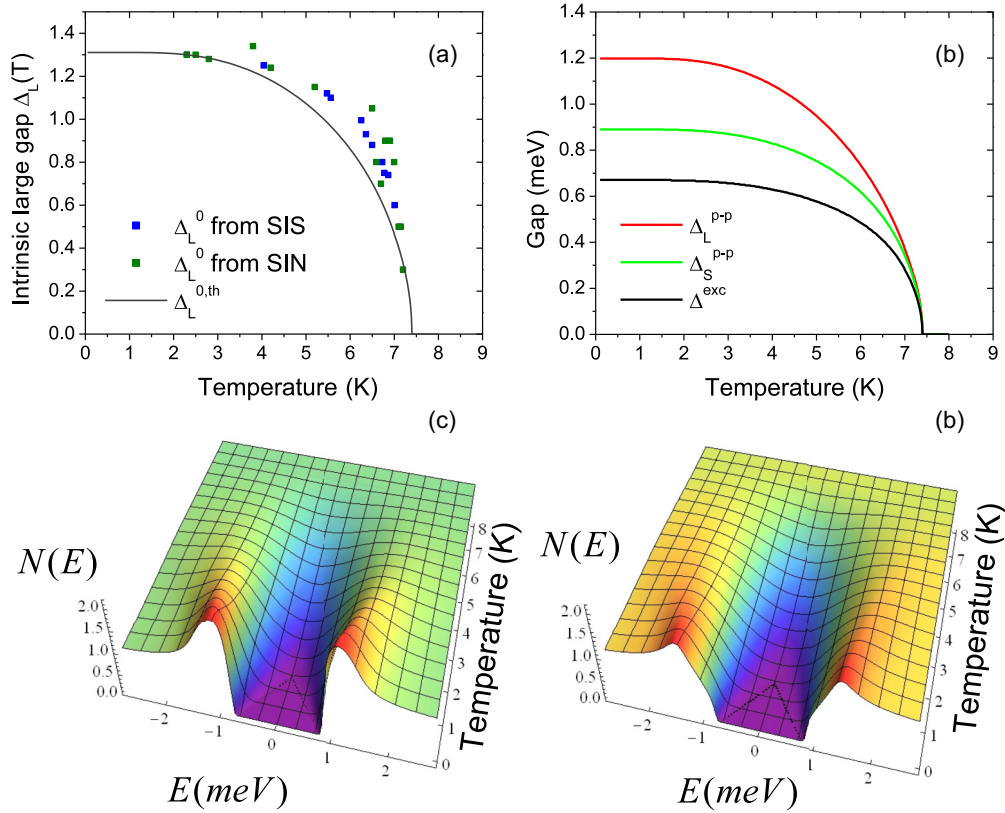 (a)
Intrinsic large gap Δ_L(T)
1.4
1.2
1.0
0.8
0.6
0.4
0.2
0.0
Δ_L^0 from SIS
Δ_L^0 from SIN
Δ_L^0,th
0 1 2 3 4 5 6 7 8 9
Temperature (K)
(b)
Gap (meV)
1.4
1.2
1.0
0.8
0.6
0.4
0.2
0.0
Δ_L^p-p
Δ_S^p-p
Δ^exc
0 1 2 3 4 5 6 7 8 9
Temperature (K)
(c)
N(E)
2.0
1.5
1.0
0.5
0.0
−2 −1 0 1 2
E(meV)
8
7
6
5
4
3
2
1
0
Temperature (K)
(b)
N(E)
2.0
1.5
1.0
0.5
0.0
−2 −1 0 1 2
E(meV)
8
7
6
5
4
3
2
1
0
Temperature (K)